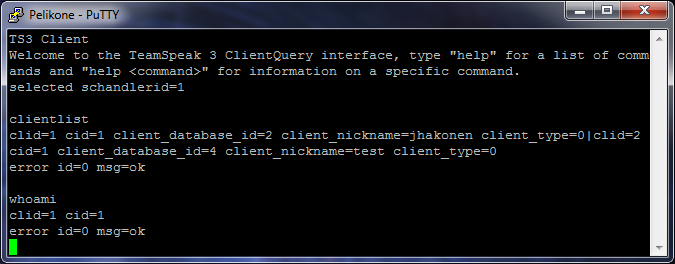 Pelikone - PuTTY
TS3 Client
Welcome to the TeamSpeak 3 ClientQuery interface, type "help" for a list of comm
ands and "help <command>" for information on a specific command.
selected schandlerid=1
clientlist
clid=1 cid=1 client_database_id=2 client_nickname=jhakonen client_type=0|clid=2
cid=1 client_database_id=4 client_nickname=test client_type=0
error id=0 msg=ok
whoami
clid=1 cid=1
error id=0 msg=ok